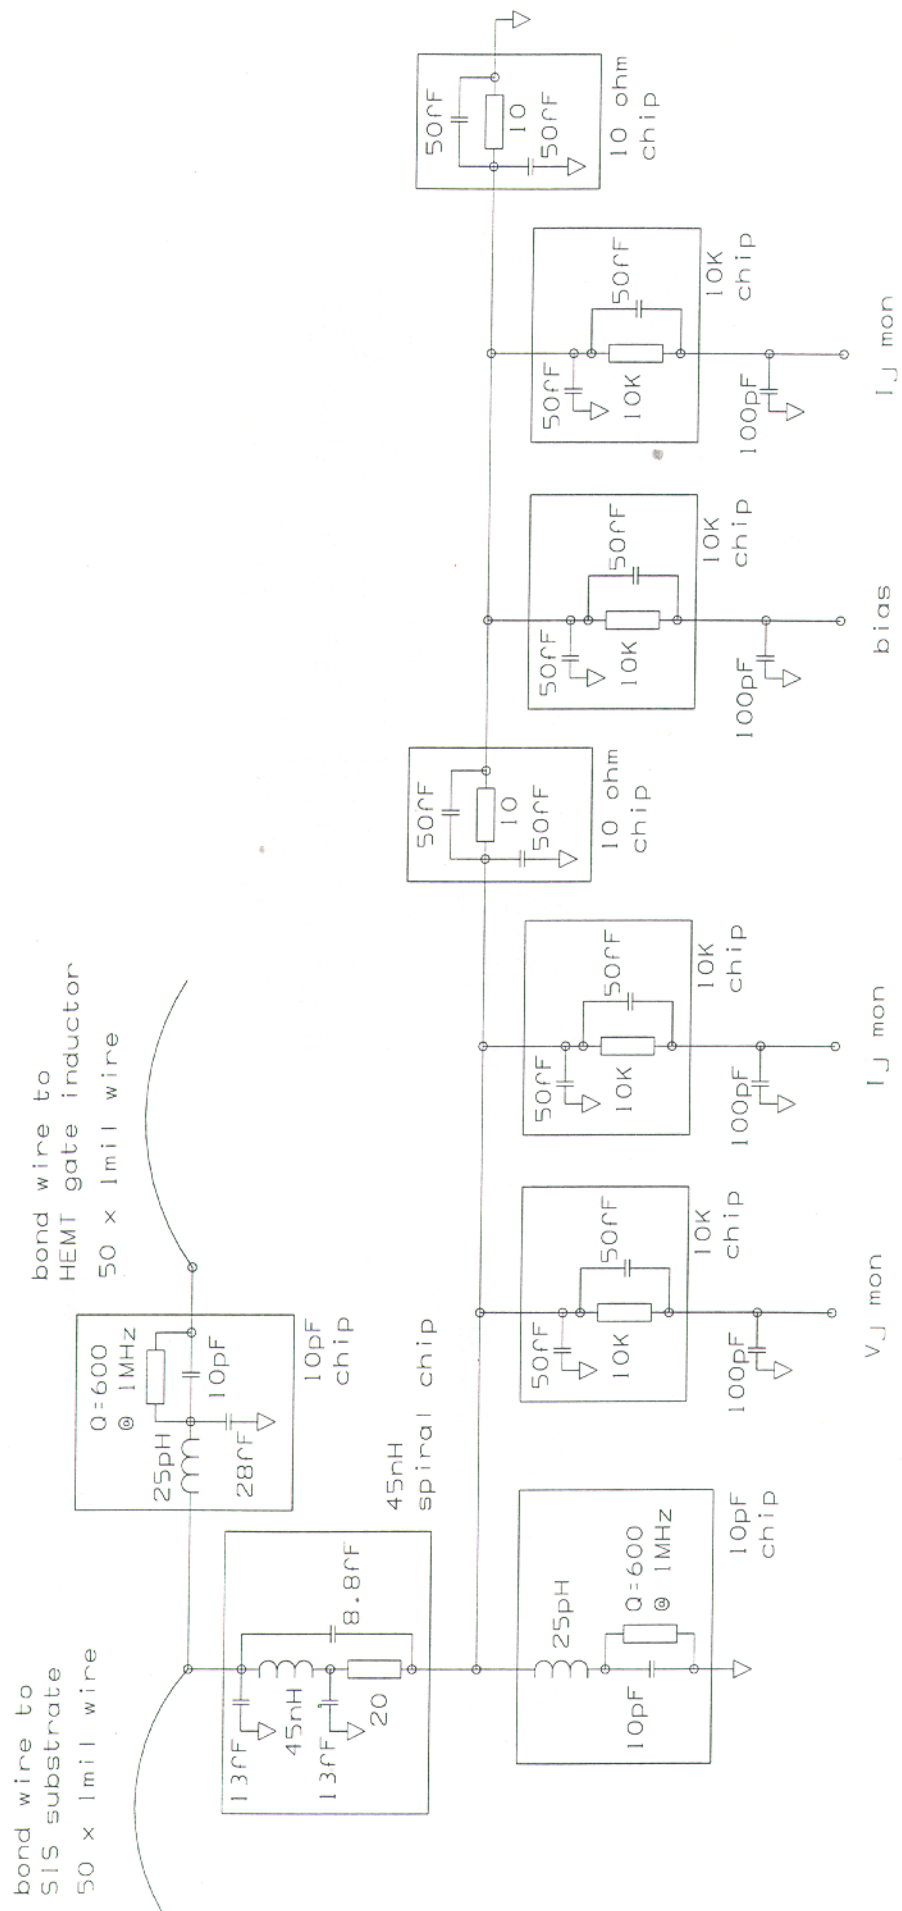 bond wire to
SIS substrate
50 x 1mil wire
bond wire to
HEMT gate inductor
50 x 1mil wire
Q=600
@ 1MHz
25pH
10pF
28fF
10pF
chip
13fF
45nH
13fF
20
8.8fF
45nH
spiral chip
25pH
10pF
Q=600
@ 1MHz
10pF
chip
50fF
10K
50fF
10K
chip
100pF
VJ mon
50fF
10K
50fF
10K
chip
100pF
IJ mon
50fF
10
50fF
10 ohm
chip
50fF
10K
50fF
10K
chip
100pF
bias
50fF
10K
50fF
10K
chip
100pF
IJ mon
50fF
10
50fF
10 ohm
chip